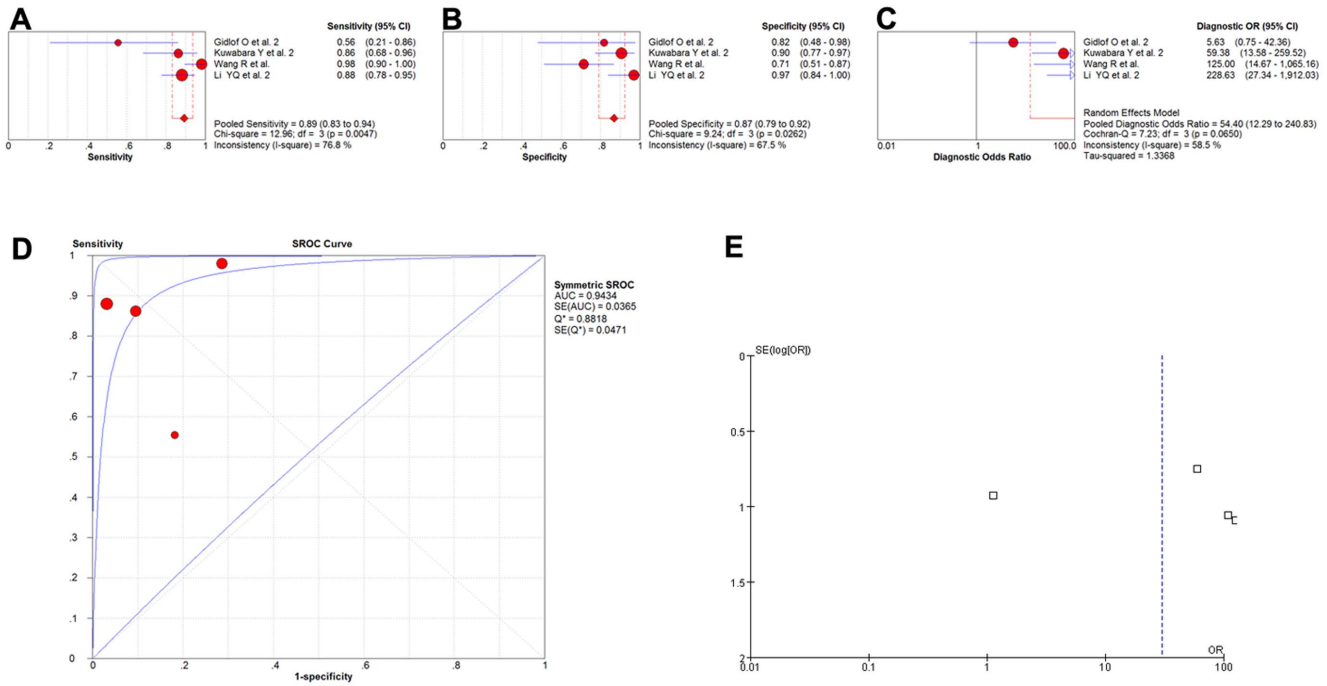 A
Sensitivity (95% CI)
Gidlof O et al. 2 0.56 (0.21 - 0.86)
Kuwabara Y et al. 2 0.86 (0.68 - 0.96)
Wang R et al. 0.98 (0.90 - 1.00)
Li YQ et al. 2 0.88 (0.78 - 0.95)
Pooled Sensitivity = 0.89 (0.83 to 0.94)
Chi-square = 12.96; df = 3 (p = 0.0047)
Inconsistency (I-square) = 76.8 %
0 .2 .4 .6 .8 1
Sensitivity
B
Specificity (95% CI)
Gidlof O et al. 2 0.82 (0.48 - 0.98)
Kuwabara Y et al. 2 0.90 (0.77 - 0.97)
Wang R et al. 0.71 (0.51 - 0.87)
Li YQ et al. 2 0.97 (0.84 - 1.00)
Pooled Specificity = 0.87 (0.79 to 0.92)
Chi-square = 9.24; df = 3 (p = 0.0262)
Inconsistency (I-square) = 67.5 %
0 .2 .4 .6 .8 1
Specificity
C
Diagnostic OR (95% CI)
Gidlof O et al. 2 5.63 (0.75 - 42.36)
Kuwabara Y et al. 2 59.38 (13.58 - 259.52)
Wang R et al. 125.00 (14.67 - 1,065.16)
Li YQ et al. 2 228.63 (27.34 - 1,912.03)
Random Effects Model
Pooled Diagnostic Odds Ratio = 54.40 (12.29 to 240.83)
Cochran-Q = 7.23; df = 3 (p = 0.0650)
Inconsistency (I-square) = 58.5 %
Tau-squared = 1.3368
0.01 1 100.0
Diagnostic Odds Ratio
D
Sensitivity SROC Curve
1
.9
.8
.7
.6
.5
.4
.3
.2
.1
0
0 .2 .4 .6 .8 1
1-specificity
Symmetric SROC
AUC = 0.9434
SE(AUC) = 0.0365
Q* = 0.8818
SE(Q*) = 0.0471
E
SE(log[OR])
0
0.5
1
1.5
2
OR
0.01 0.1 1 10 100